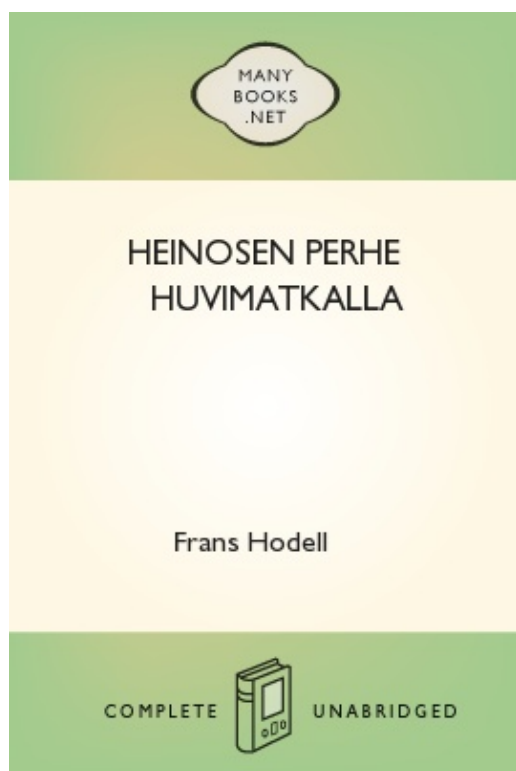 MANY
BOOKS
.NET
HEINOSEN PERHE
HUVIMATKALLA
Frans Hodell
COMPLETE UNABRIDGED